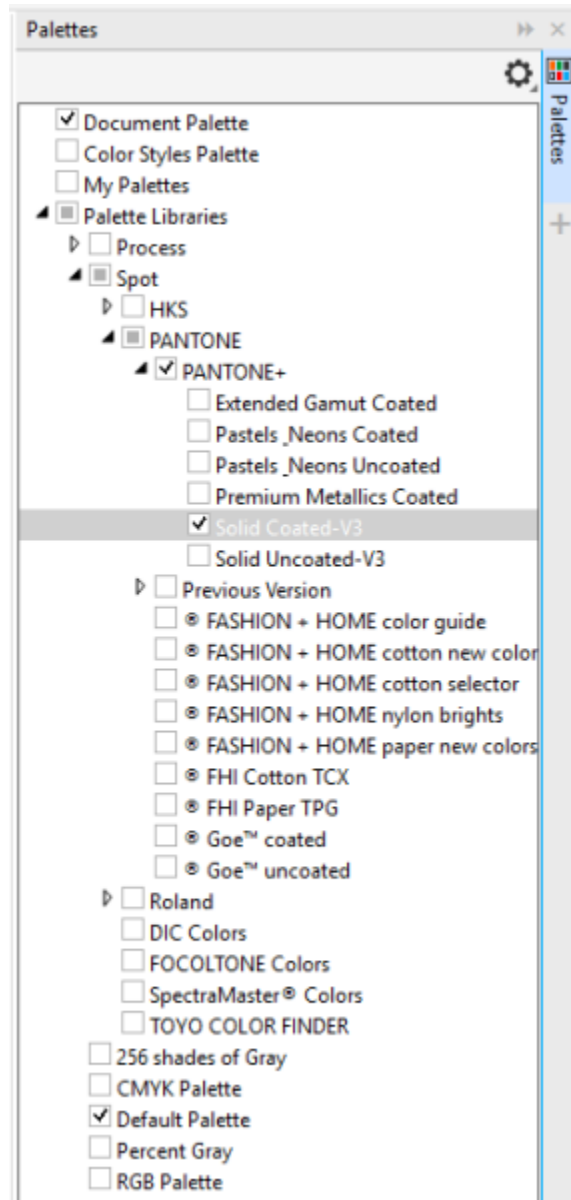 Palettes
Palettes
Document Palette
Color Styles Palette
My Palettes
Palette Libraries
Process
Spot
HKS
PANTONE
PANTONE+
Extended Gamut Coated
Pastels_Neons Coated
Pastels_Neons Uncoated
Premium Metallics Coated
Solid Coated-V3
Solid Uncoated-V3
Previous Version
® FASHION + HOME color guide
® FASHION + HOME cotton new color
® FASHION + HOME cotton selector
® FASHION + HOME nylon brights
® FASHION + HOME paper new colors
® FHI Cotton TCX
® FHI Paper TPG
® Goe™ coated
® Goe™ uncoated
Roland
DIC Colors
FOCOLTONE Colors
SpectraMaster® Colors
TOYO COLOR FINDER
256 shades of Gray
CMYK Palette
Default Palette
Percent Gray
RGB Palette